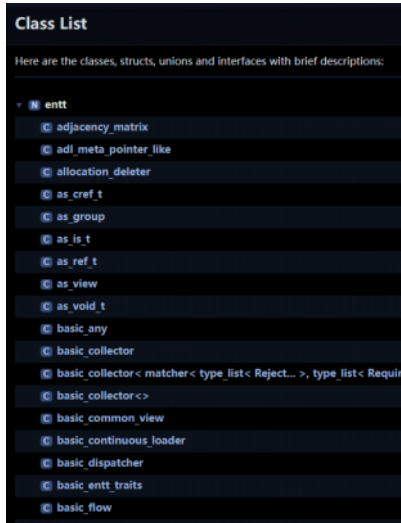 Class List
Here are the classes, structs, unions and interfaces with brief descriptions:
▼ N entt
C adjacency_matrix
C adl_meta_pointer_like
C allocation_deleter
C as_cref_t
C as_group
C as_is_t
C as_ref_t
C as_view
C as_void_t
C basic_any
C basic_collector
C basic_collector< matcher< type_list< Reject... >, type_list< Requir
C basic_collector<>
C basic_common_view
C basic_continuous_loader
C basic_dispatcher
C basic_entt_traits
C basic_flow